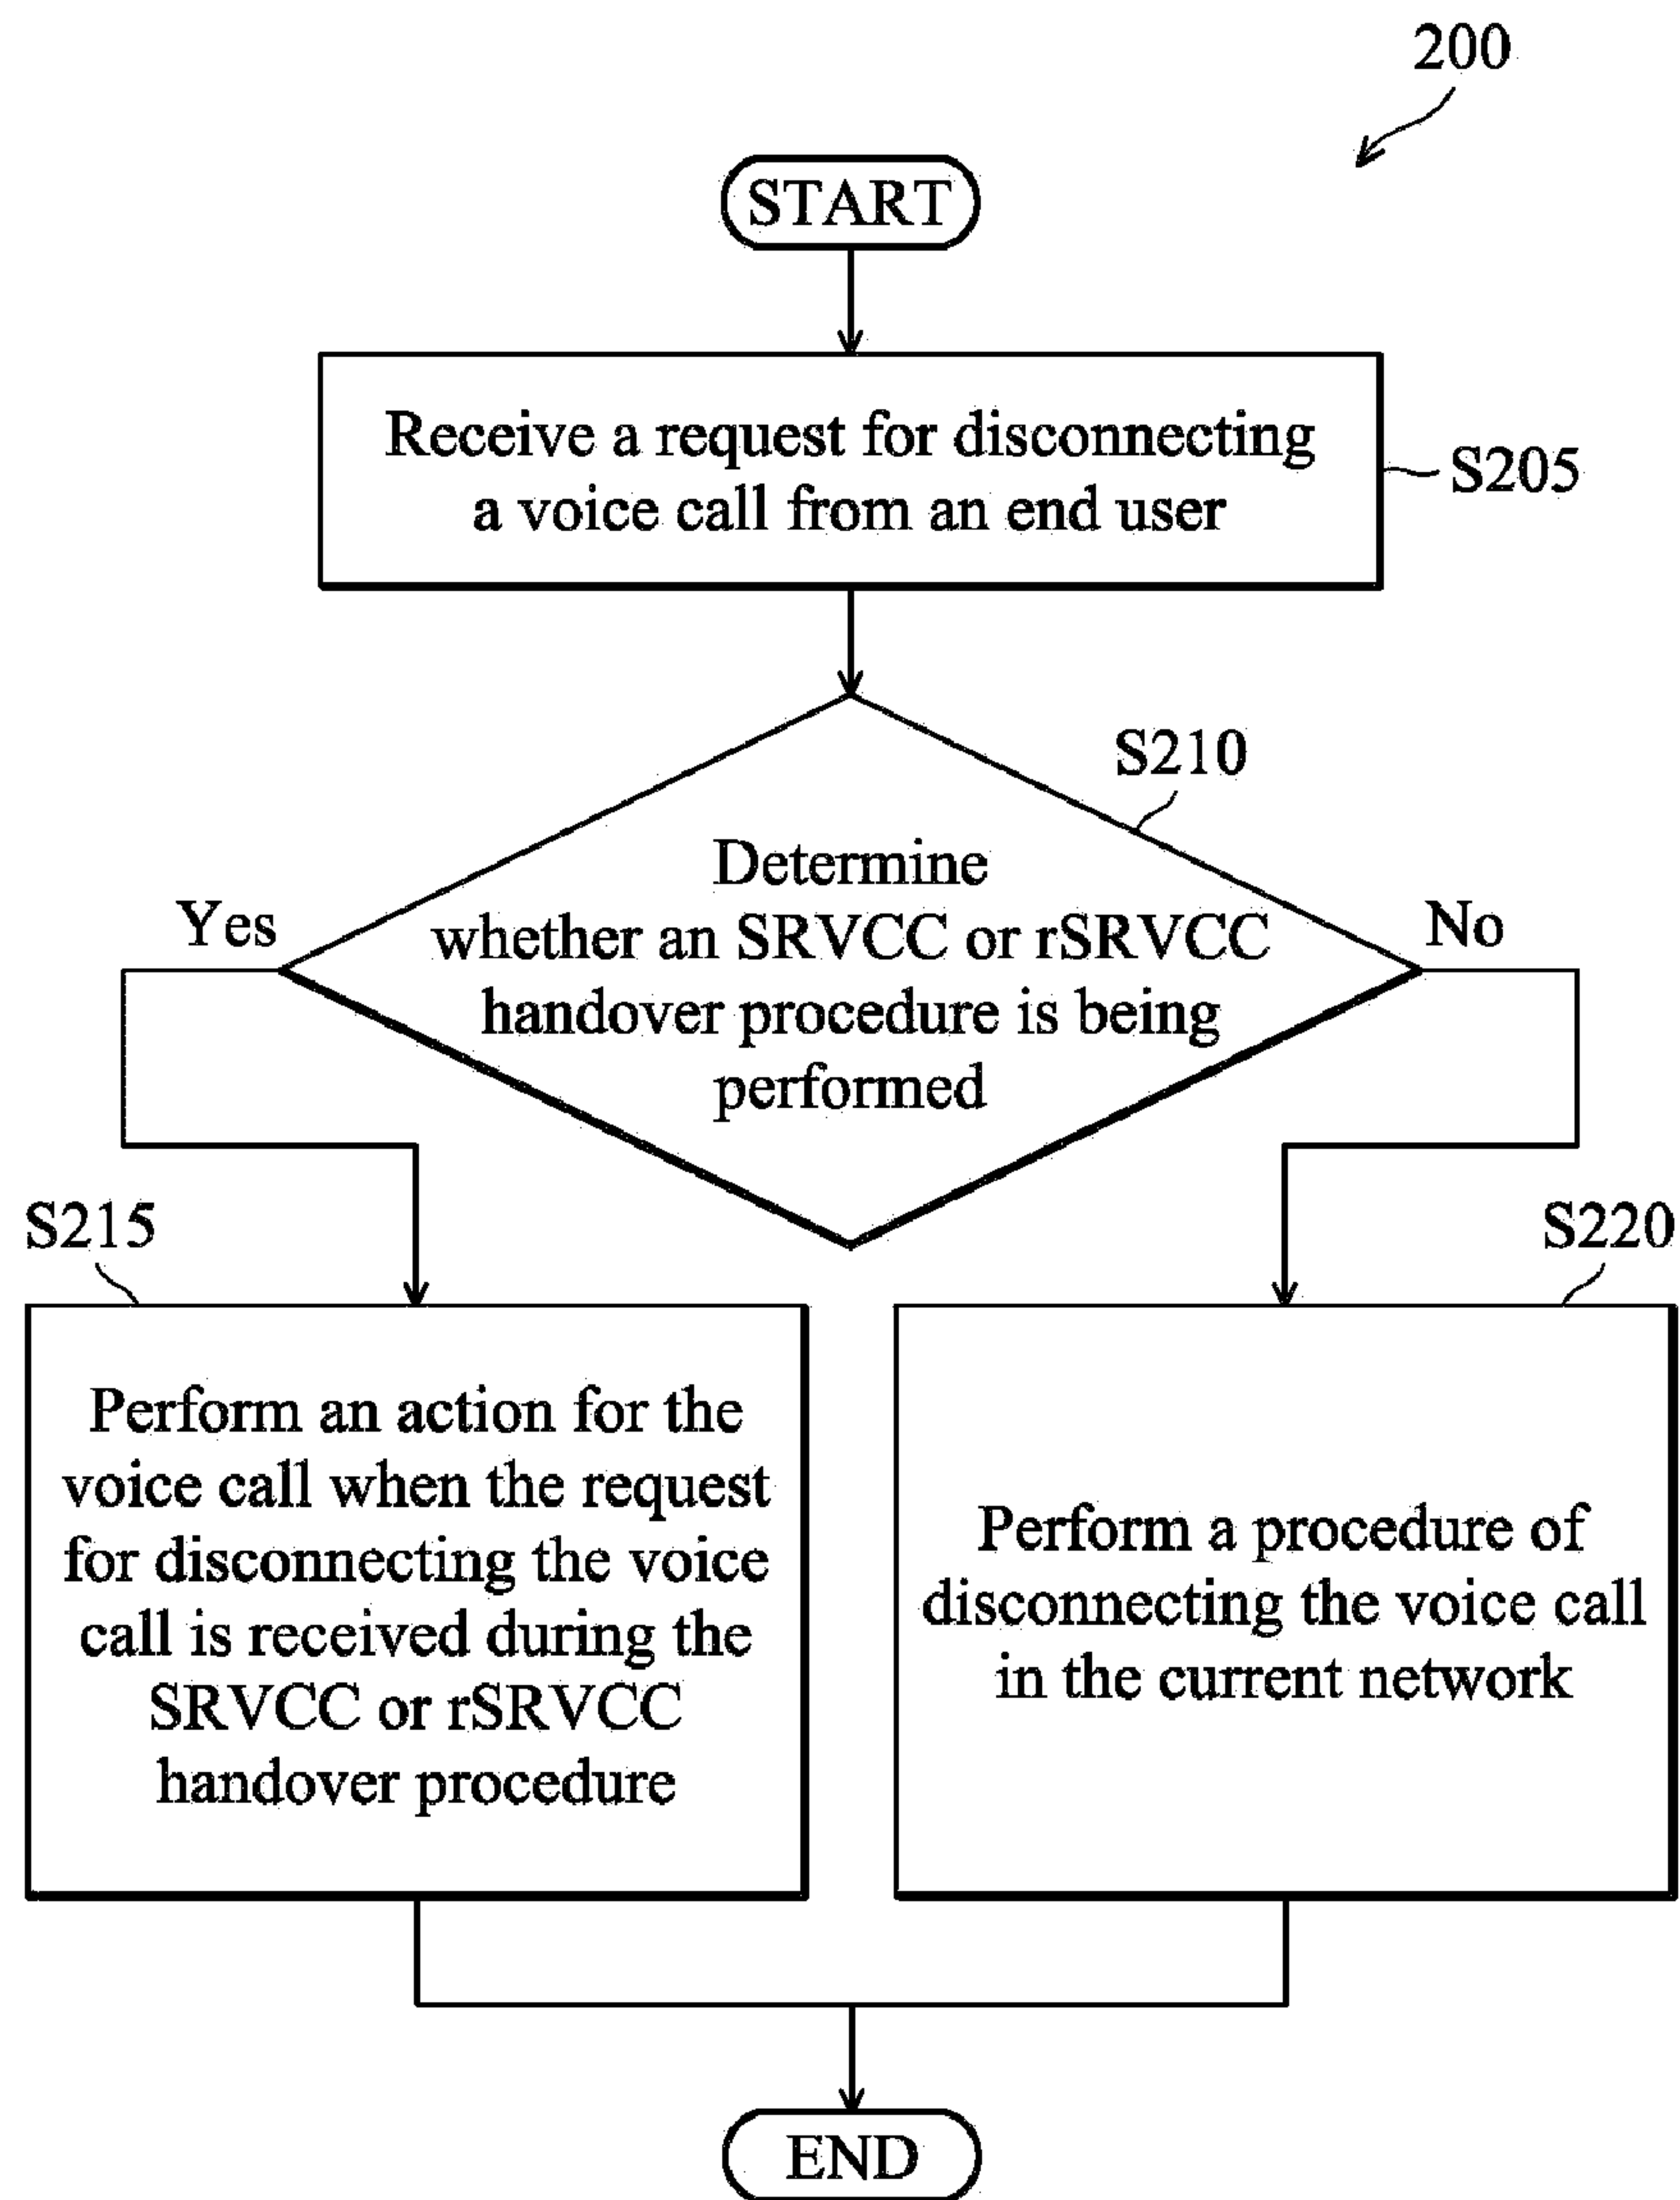 200
START
Receive a request for disconnecting
a voice call from an end user
S205
S210
Determine
whether an SRVCC or rSRVCC
handover procedure is being
performed
Yes
No
S215
Perform an action for the
voice call when the request
for disconnecting the voice
call is received during the
SRVCC or rSRVCC
handover procedure
S220
Perform a procedure of
disconnecting the voice call
in the current network
END